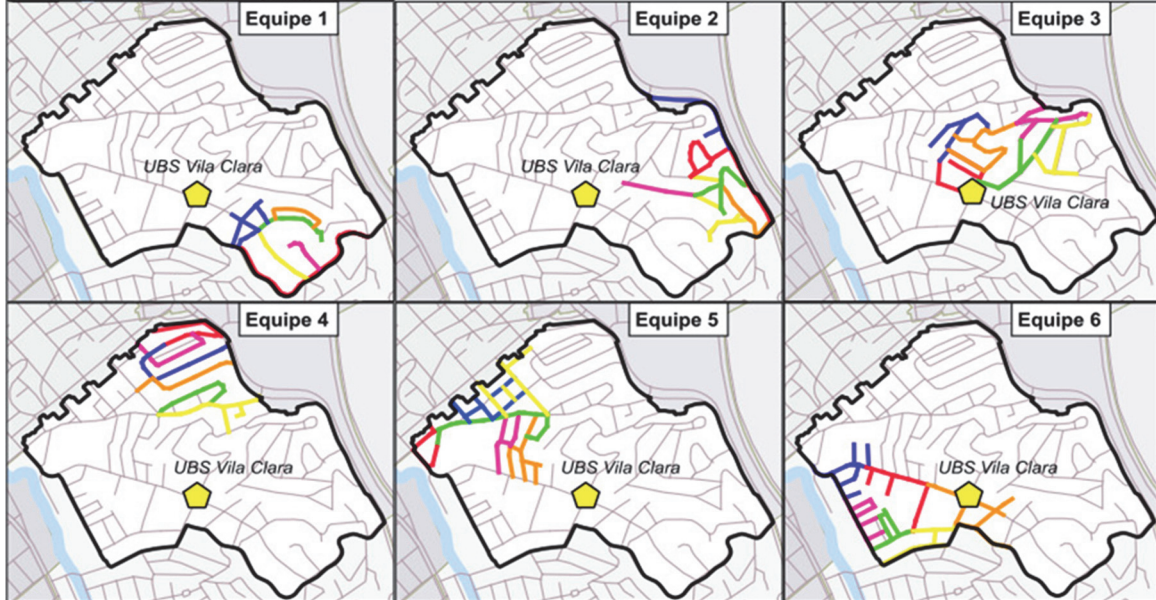 Equipe 1
UBS Vila Clara
Equipe 2
UBS Vila Clara
Equipe 3
UBS Vila Clara
Equipe 4
UBS Vila Clara
Equipe 5
UBS Vila Clara
Equipe 6
UBS Vila Clara